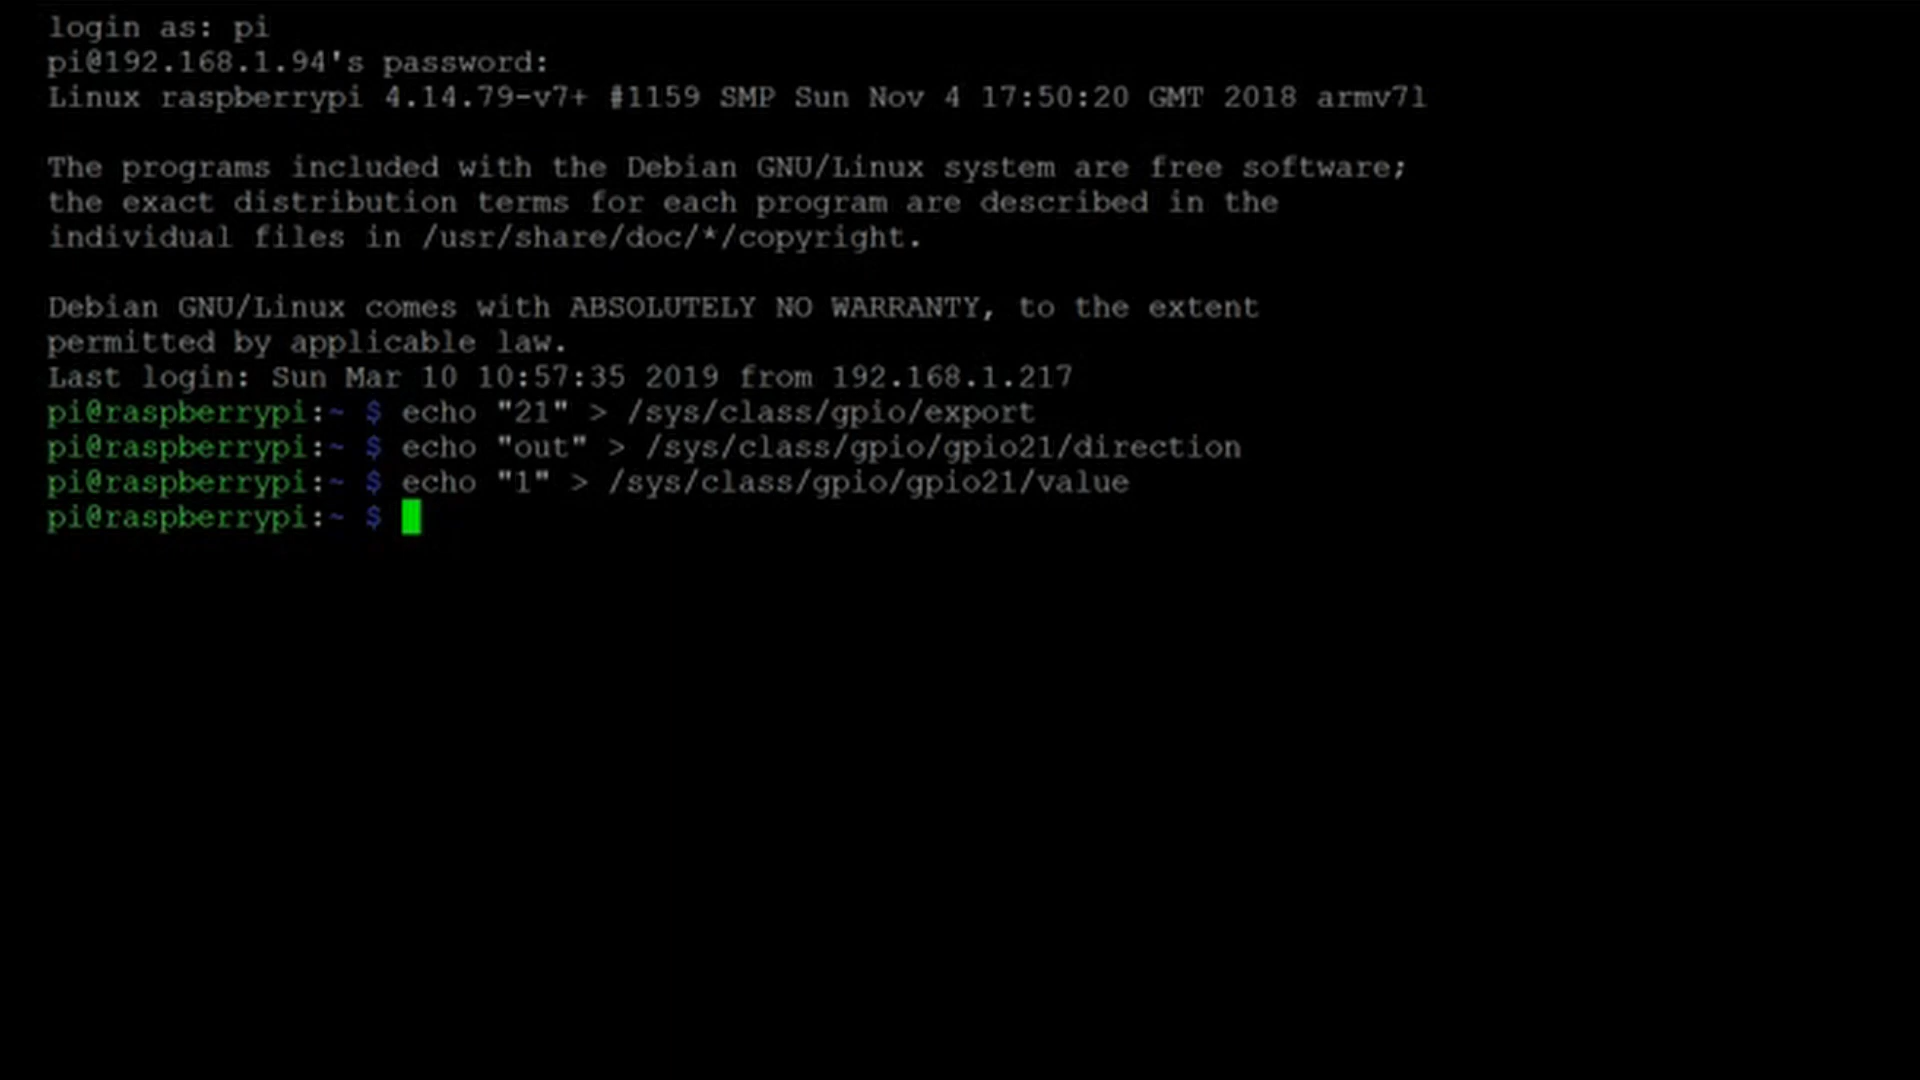 login as: pi
pi@192.168.1.94's password:
Linux raspberrypi 4.14.79-v7+ #1159 SMP Sun Nov 4 17:50:20 GMT 2018 armv7l
The programs included with the Debian GNU/Linux system are free software;
the exact distribution terms for each program are described in the
individual files in /usr/share/doc/*/copyright.
Debian GNU/Linux comes with ABSOLUTELY NO WARRANTY, to the extent
permitted by applicable law.
Last login: Sun Mar 10 10:57:35 2019 from 192.168.1.217
pi@raspberrypi:~ $ echo "21" > /sys/class/gpio/export
pi@raspberrypi:~ $ echo "out" > /sys/class/gpio/gpio21/direction
pi@raspberrypi:~ $ echo "1" > /sys/class/gpio/gpio21/value
pi@raspberrypi:~ $